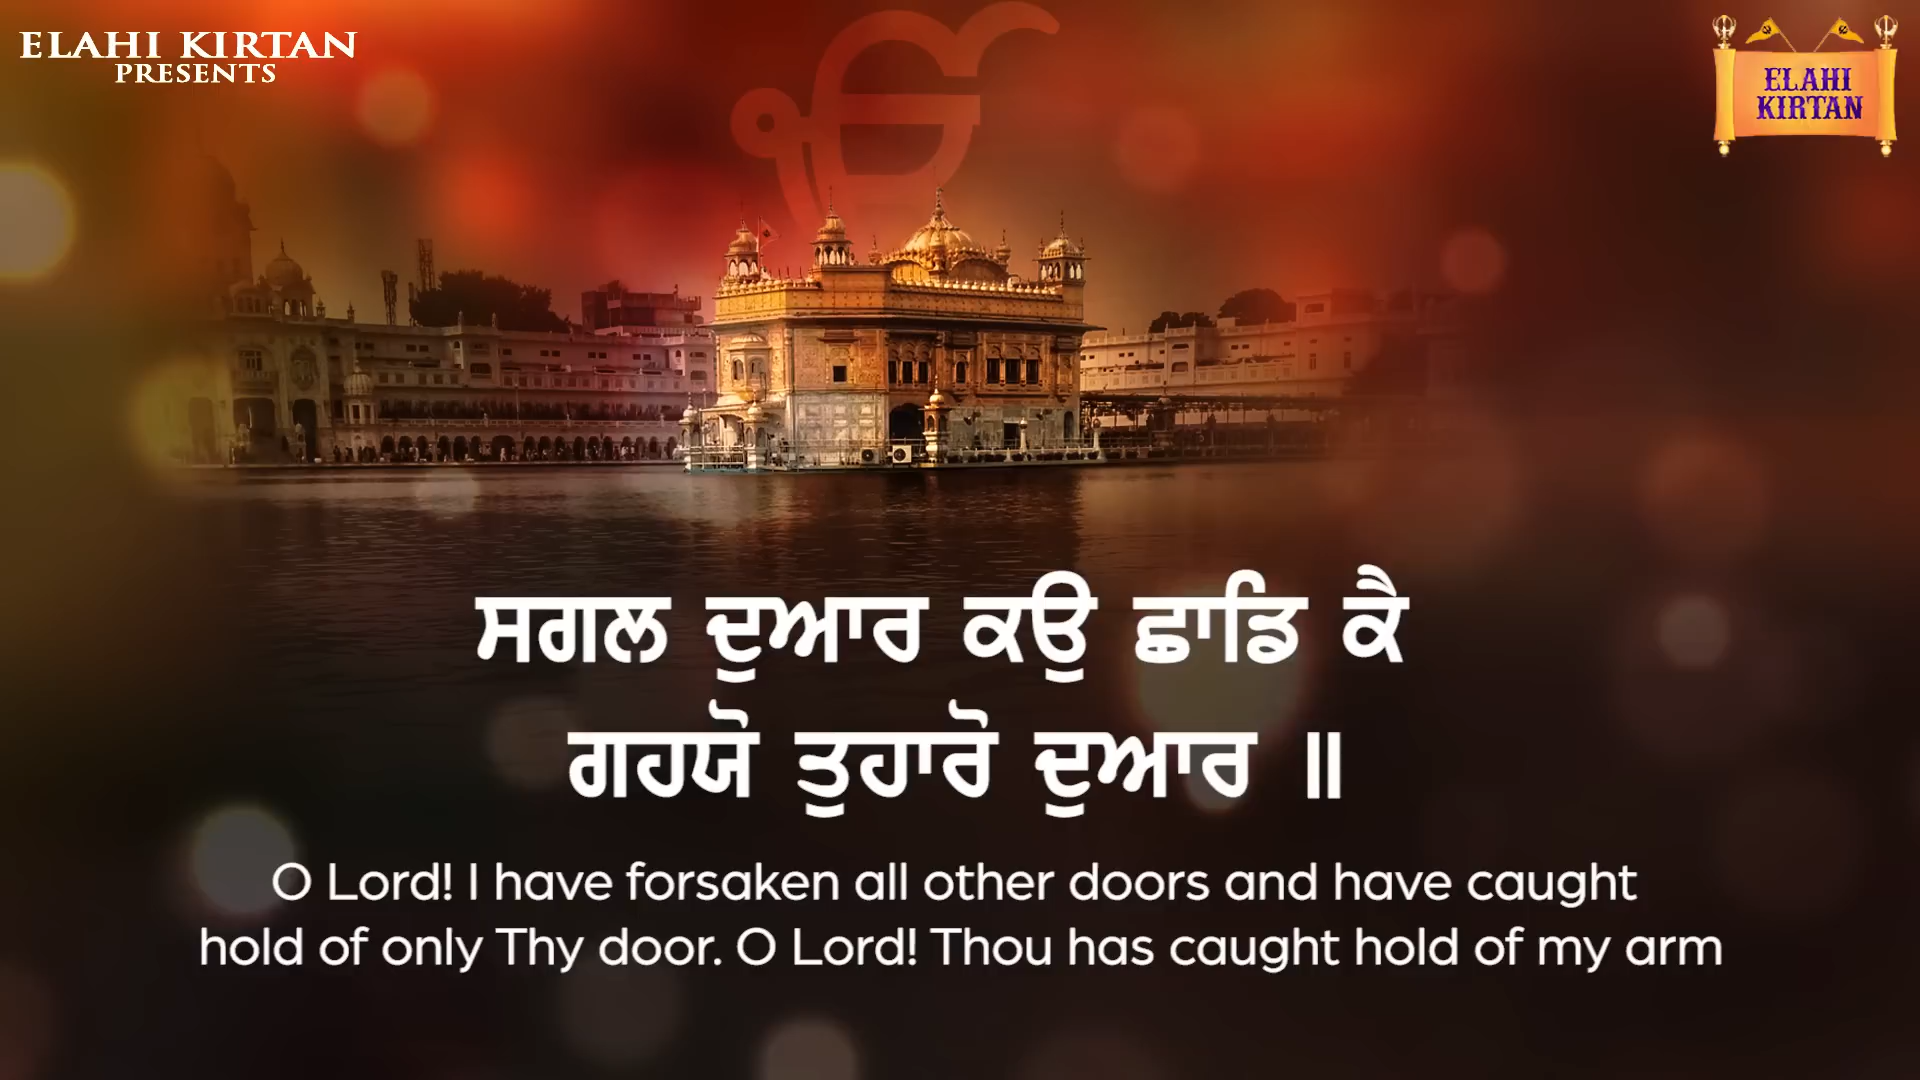 ELAHI KIRTAN
PRESENTS
ELAHI
KIRTAN
ਸਗਲ ਦੁਆਰ ਕਉ ਛਾਡਿ ਕੈ
ਗਹਯੋ ਤੁਹਾਰੋ ਦੁਆਰ ॥
O Lord! I have forsaken all other doors and have caught
hold of only Thy door. O Lord! Thou has caught hold of my arm